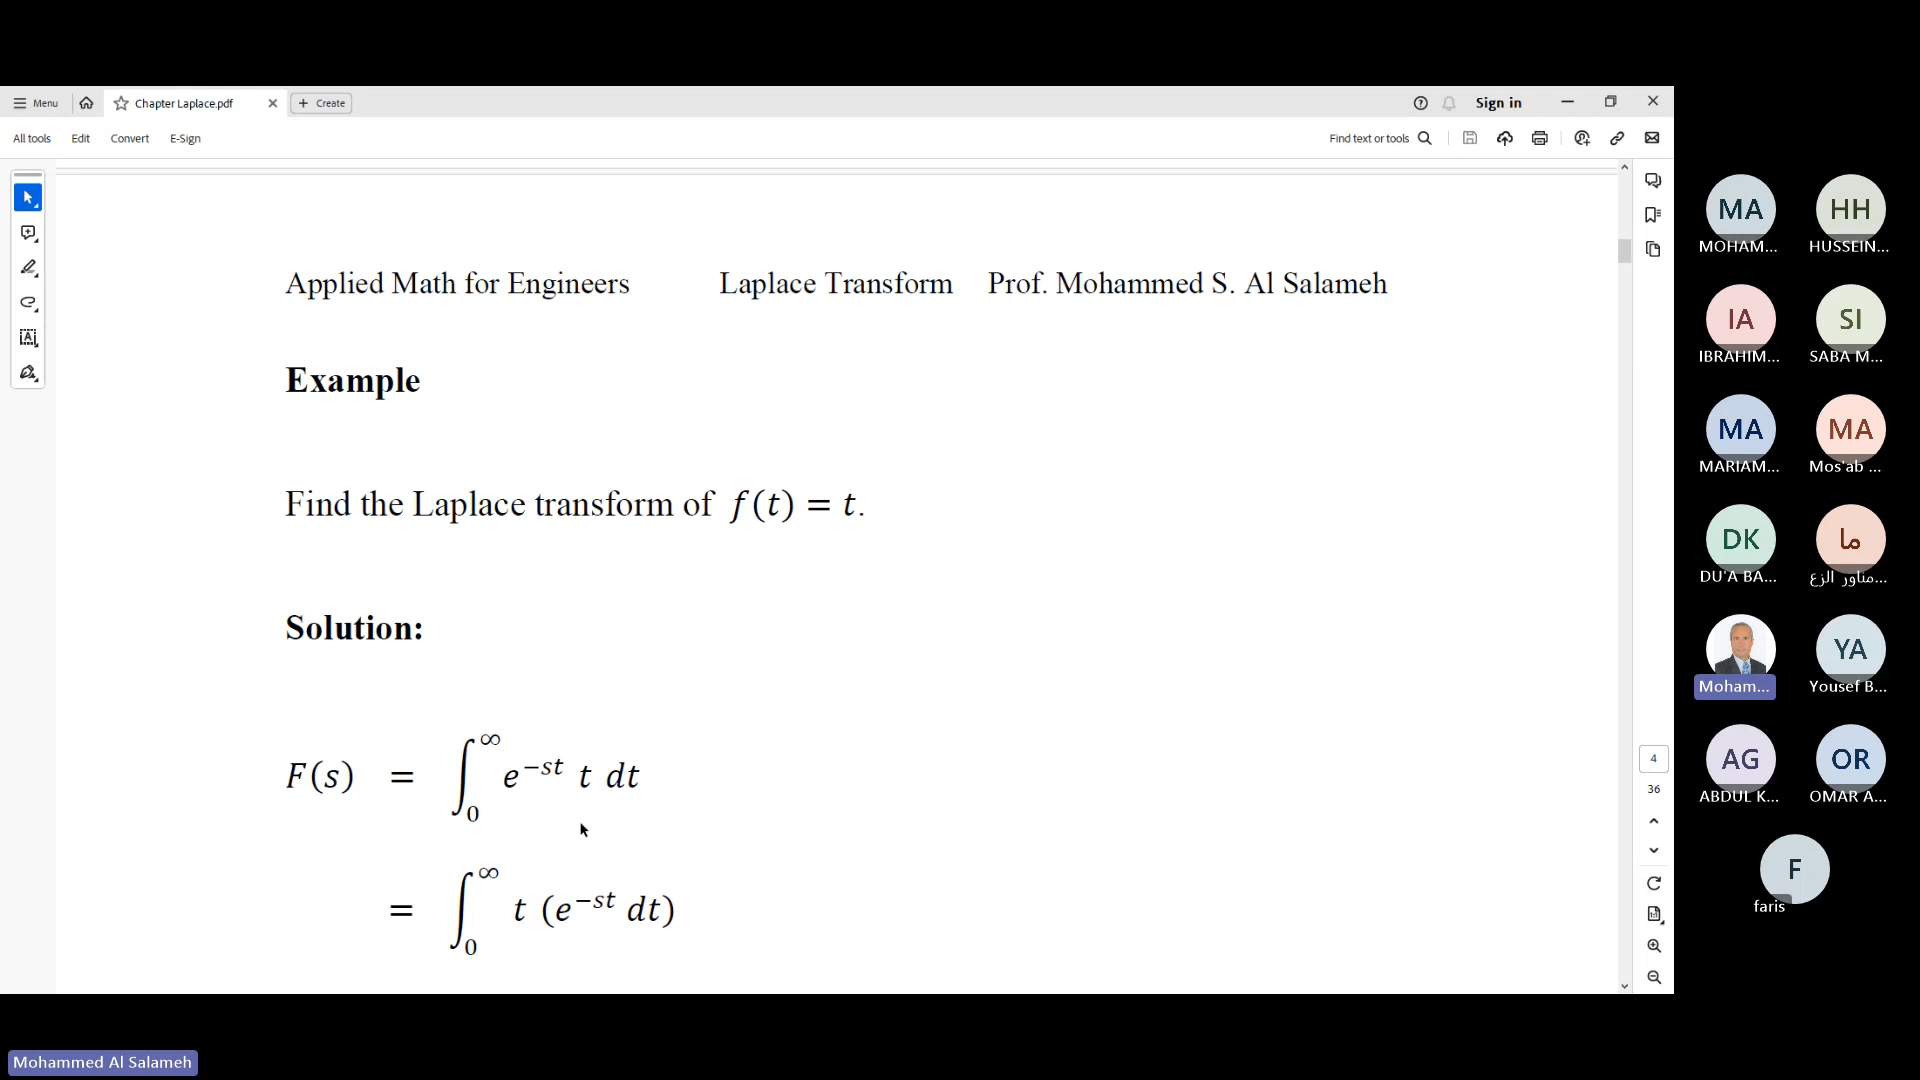 Menu
Chapter Laplace.pdf
Create
Sign in
All tools
Edit
Convert
E-Sign
Find text or tools
Applied Math for Engineers Laplace Transform Prof. Mohammed S. Al Salameh
Example
Find the Laplace transform of f(t) = t.
Solution:
F(s) = ∫₀^∞ e^{-st} t dt
= ∫₀^∞ t (e^{-st} dt)
4
36
MA
MOHAM...
HH
HUSSEIN...
IA
IBRAHIM...
SI
SABA M...
MA
MARIAM...
MA
Mos'ab ...
DK
DU'A BA...
ما
مناور الزع...
Moham...
YA
Yousef B...
AG
ABDUL K...
OR
OMAR A...
F
faris
Mohammed Al Salameh